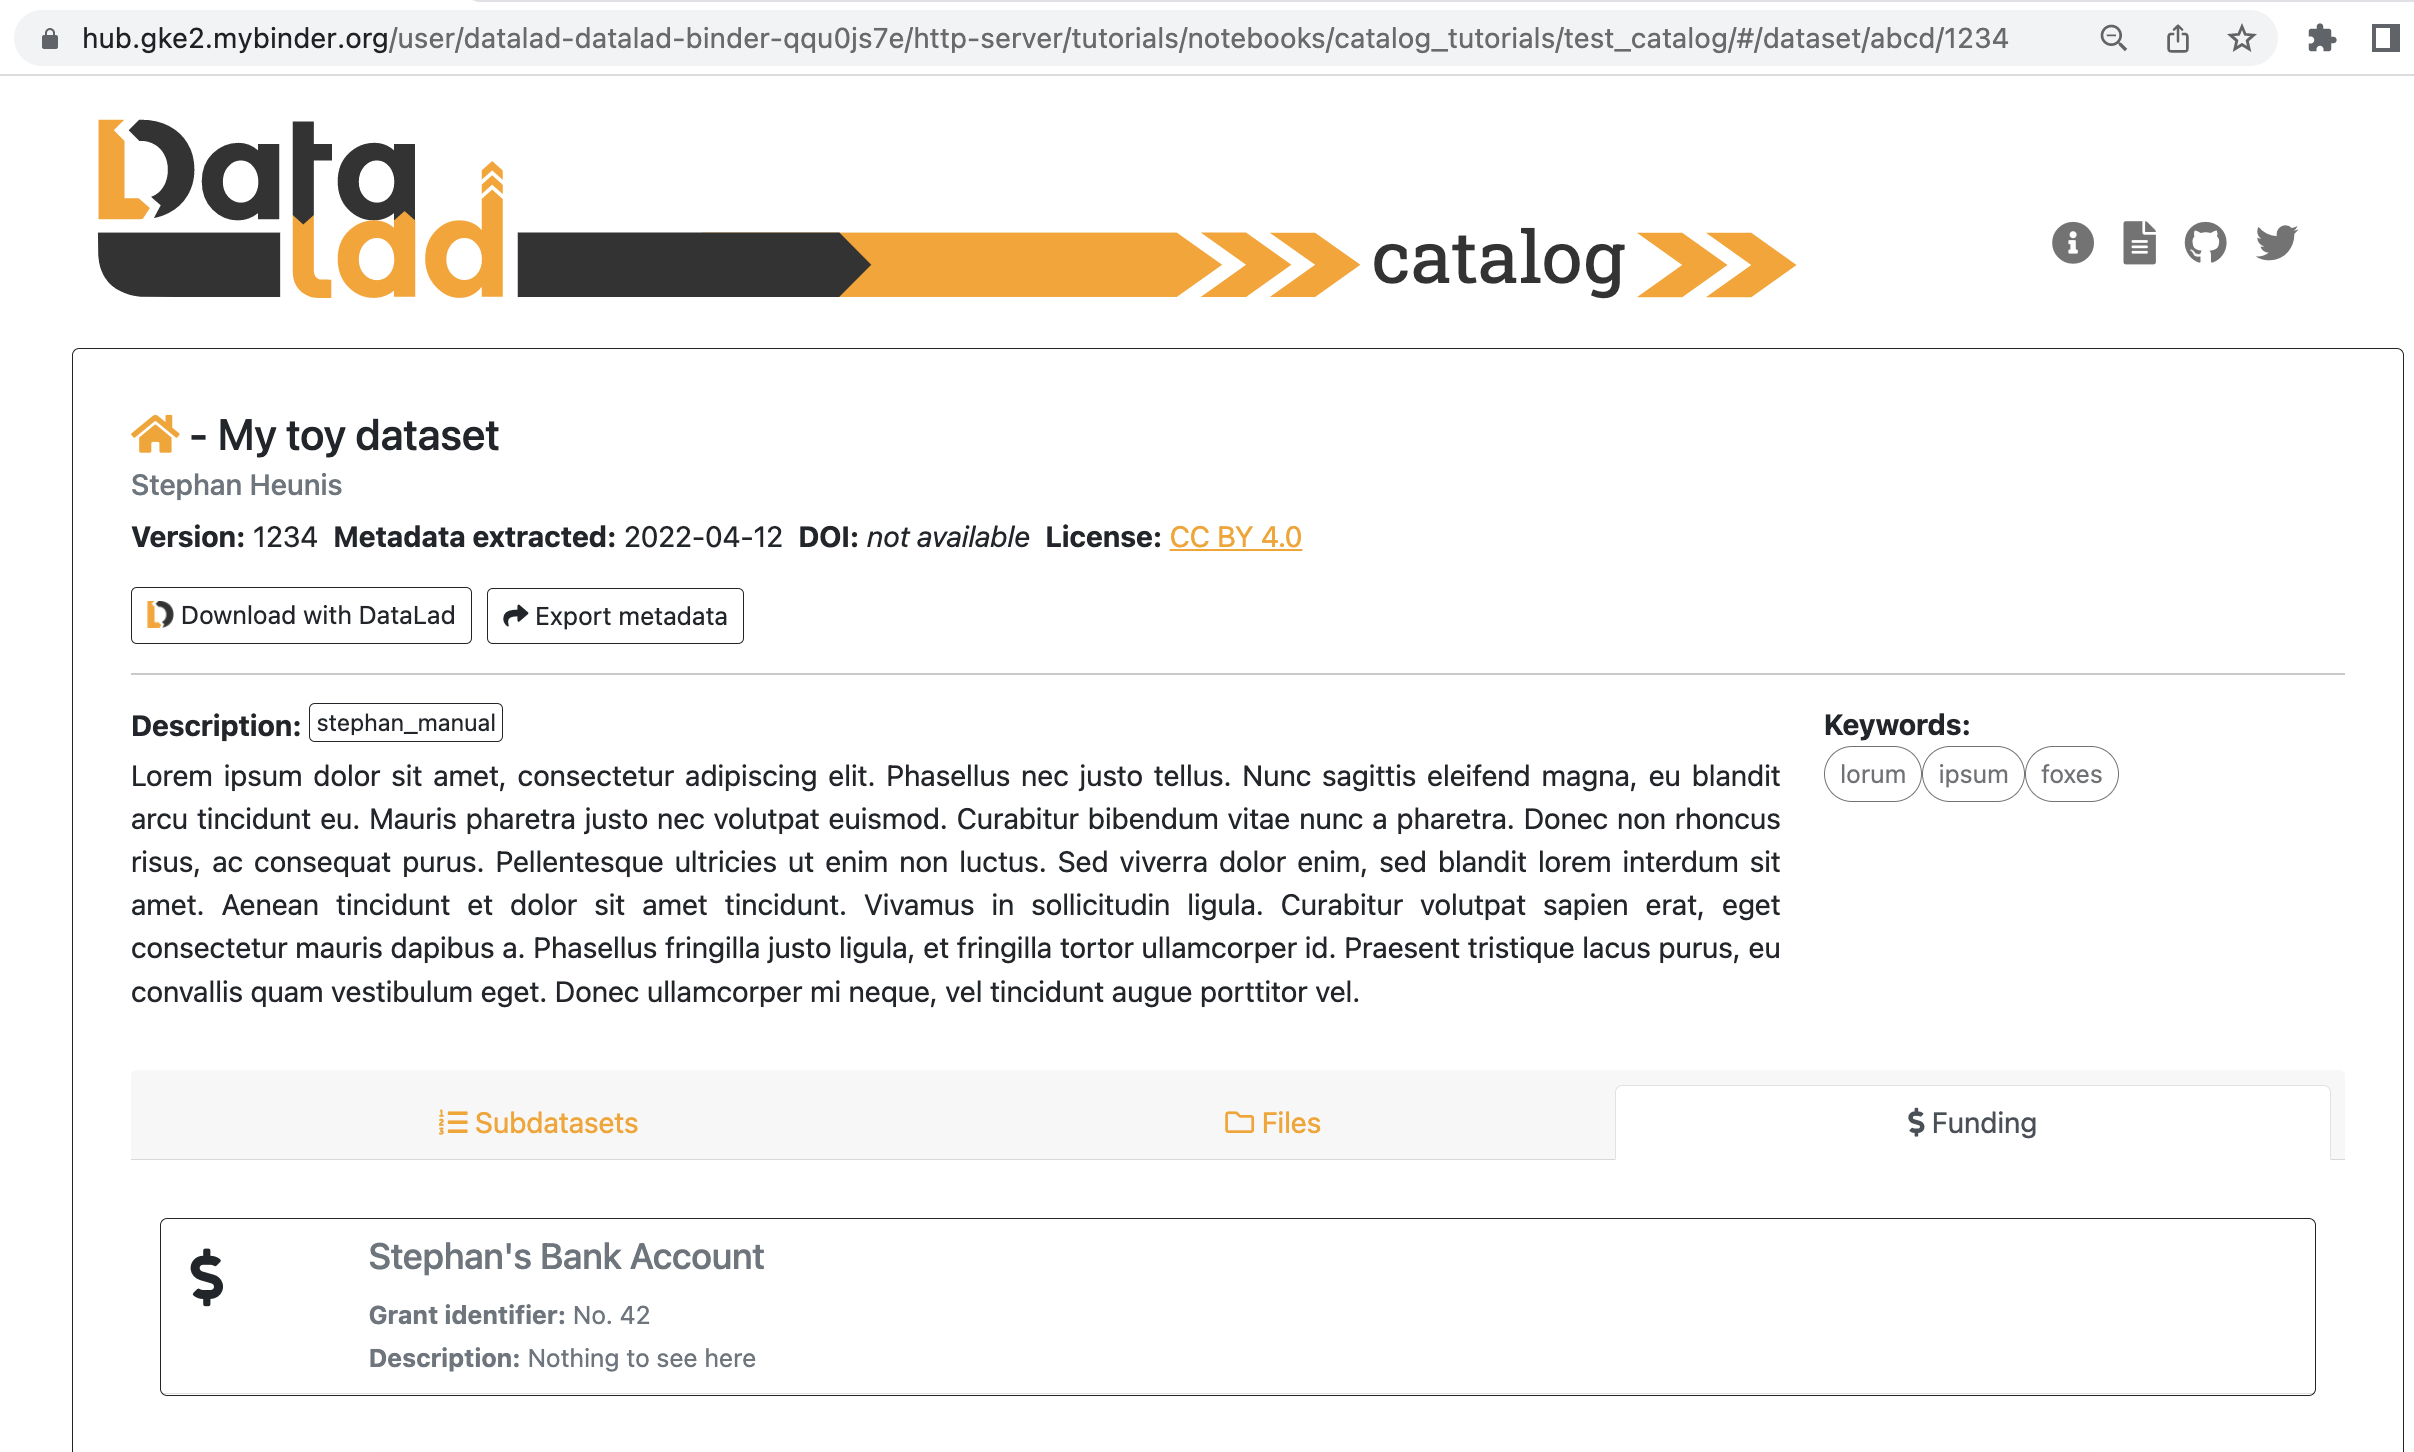 hub.gke2.mybinder.org/user/datalad-datalad-binder-qqu0js7e/http-server/tutorials/notebooks/catalog_tutorials/test_catalog/#/dataset/abcd/1234
Data
lad
catalog
- My toy dataset
Stephan Heunis
Version: 1234 Metadata extracted: 2022-04-12 DOI: not available License: CC BY 4.0
Download with DataLad Export metadata
Description: stephan_manual
Lorem ipsum dolor sit amet, consectetur adipiscing elit. Phasellus nec justo tellus. Nunc sagittis eleifend magna, eu blandit
arcu tincidunt eu. Mauris pharetra justo nec volutpat euismod. Curabitur bibendum vitae nunc a pharetra. Donec non rhoncus
risus, ac consequat purus. Pellentesque ultricies ut enim non luctus. Sed viverra dolor enim, sed blandit lorem interdum sit
amet. Aenean tincidunt et dolor sit amet tincidunt. Vivamus in sollicitudin ligula. Curabitur volutpat sapien erat, eget
consectetur mauris dapibus a. Phasellus fringilla justo ligula, et fringilla tortor ullamcorper id. Praesent tristique lacus purus, eu
convallis quam vestibulum eget. Donec ullamcorper mi neque, vel tincidunt augue porttitor vel.
Keywords:
lorum ipsum foxes
Subdatasets Files $ Funding
$
Stephan's Bank Account
Grant identifier: No. 42
Description: Nothing to see here